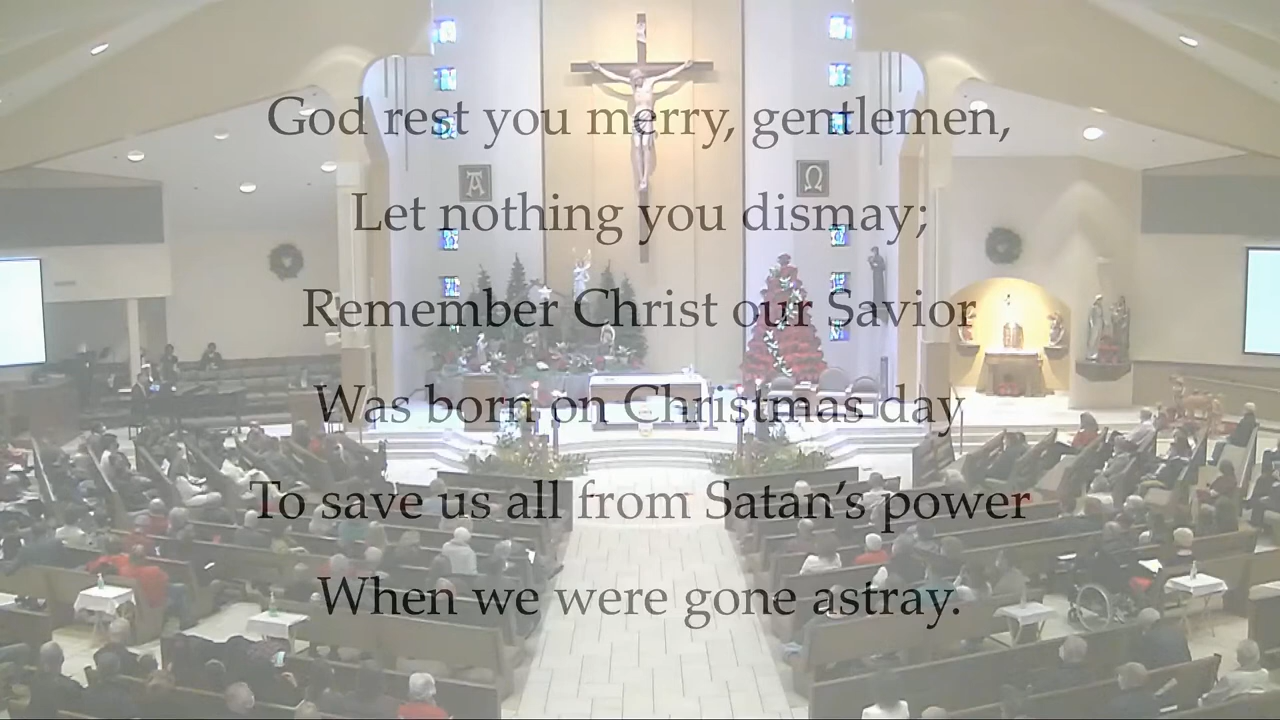 God rest you merry, gentlemen,
Let nothing you dismay;
Remember Christ our Savior
Was born on Christmas day
To save us all from Satan’s power
When we were gone astray.
Α
Ω